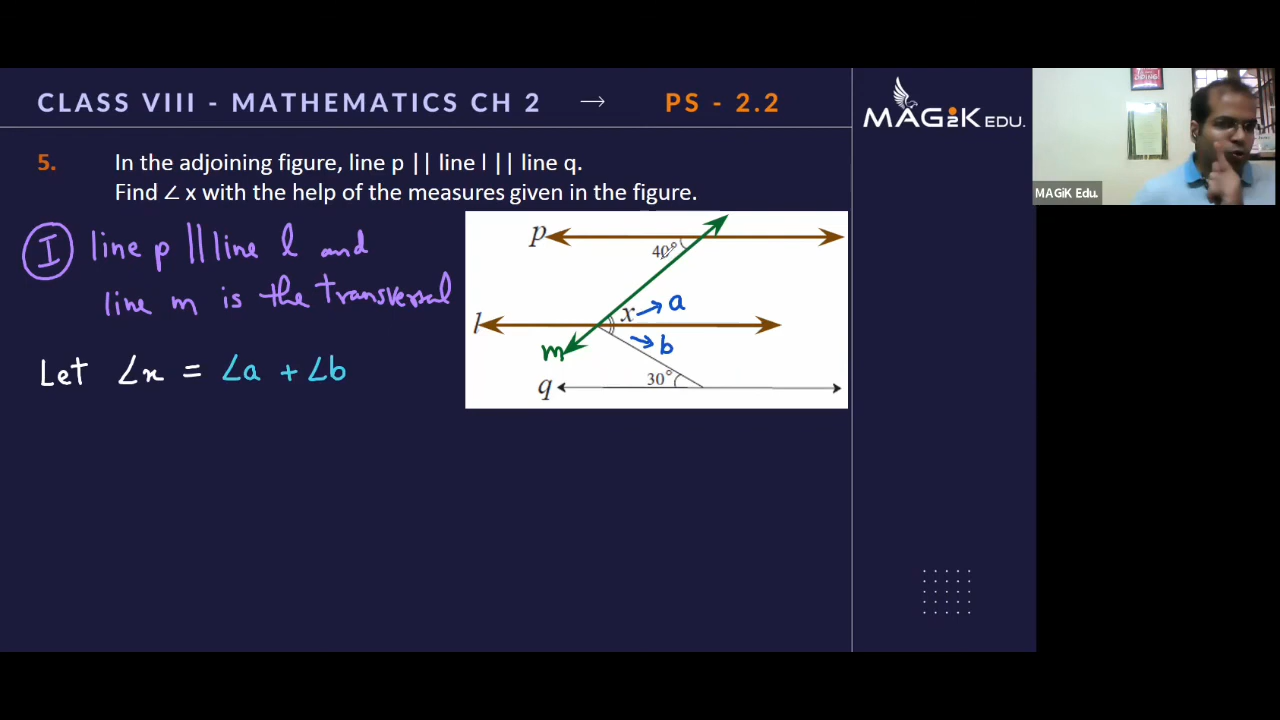 CLASS VIII - MATHEMATICS CH 2 → PS - 2.2
MAGiK EDU.
MAGiK Edu.
5. In the adjoining figure, line p || line l || line q.
Find ∠ x with the help of the measures given in the figure.
I line p || line l and
line m is the transversal
Let ∠x = ∠a + ∠b
p
40°
x → a
l
→ b
m
30°
q